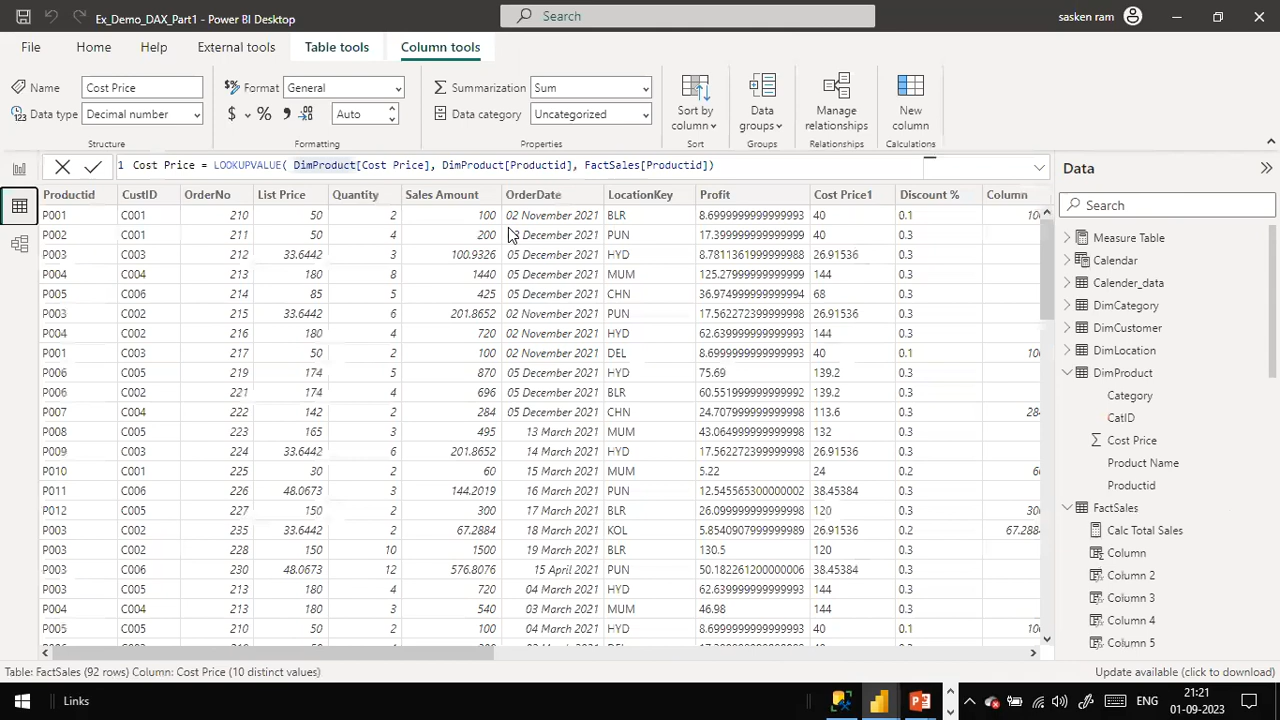 Ex_Demo_DAX_Part1 - Power BI Desktop
Search
sasken ram
File Home Help External tools Table tools Column tools
Name Cost Price
Data type Decimal number
Structure
Format General
$ % Auto
Formatting
Summarization Sum
Data category Uncategorized
Properties
Sort by column
Sort
Data groups
Groups
Manage relationships
Relationships
New column
Calculations
1 Cost Price = LOOKUPVALUE( DimProduct[Cost Price], DimProduct[Productid], FactSales[Productid])
Productid CustID OrderNo List Price Quantity Sales Amount OrderDate LocationKey Profit Cost Price1 Discount % Column
P001 C001 210 50 2 100 02 November 2021 BLR 8.6999999999999993 40 0.1
P002 C001 211 50 4 200 December 2021 PUN 17.399999999999999 40 0.3
P003 C003 212 33.6442 3 100.9326 05 December 2021 HYD 8.7811361999999988 26.91536 0.3
P004 C004 213 180 8 1440 05 December 2021 MUM 125.27999999999999 144 0.3
P005 C006 214 85 5 425 05 December 2021 CHN 36.974999999999994 68 0.3
P003 C002 215 33.6442 6 201.8652 02 November 2021 PUN 17.562272399999998 26.91536 0.3
P004 C002 216 180 4 720 02 November 2021 HYD 62.639999999999993 144 0.3
P001 C003 217 50 2 100 02 November 2021 DEL 8.6999999999999993 40 0.1
P006 C005 219 174 5 870 05 December 2021 HYD 75.69 139.2 0.3
P006 C002 221 174 4 696 05 December 2021 BLR 60.551999999999992 139.2 0.3
P007 C004 222 142 2 284 05 December 2021 CHN 24.707999999999998 113.6 0.3
P008 C005 223 165 3 495 13 March 2021 MUM 43.064999999999998 132 0.3
P009 C003 224 33.6442 6 201.8652 14 March 2021 HYD 17.562272399999998 26.91536 0.3
P010 C001 225 30 2 60 15 March 2021 MUM 5.22 24 0.2
P011 C006 226 48.0673 3 144.2019 16 March 2021 PUN 12.545565300000002 38.45384 0.3
P012 C005 227 150 2 300 17 March 2021 BLR 26.099999999999998 120 0.3
P003 C002 235 33.6442 2 67.2884 18 March 2021 KOL 5.8540907999999989 26.91536 0.2
P003 C002 228 150 10 1500 19 March 2021 BLR 130.5 120 0.3
P003 C006 230 48.0673 12 576.8076 15 April 2021 PUN 50.182261200000006 38.45384 0.3
P003 C005 213 180 4 720 04 March 2021 HYD 62.639999999999993 144 0.3
P004 C004 213 180 3 540 03 March 2021 MUM 46.98 144 0.3
P005 C005 210 50 2 100 04 March 2021 HYD 8.6999999999999993 40 0.1
Data
Search
Measure Table
Calendar
Calender_data
DimCategory
DimCustomer
DimLocation
DimProduct
Category
CatID
Cost Price
Product Name
Productid
FactSales
Calc Total Sales
Column
Column 2
Column 3
Column 4
Column 5
Table: FactSales (92 rows) Column: Cost Price (10 distinct values)
Update available (click to download)
Links
ENG
21:21
01-09-2023